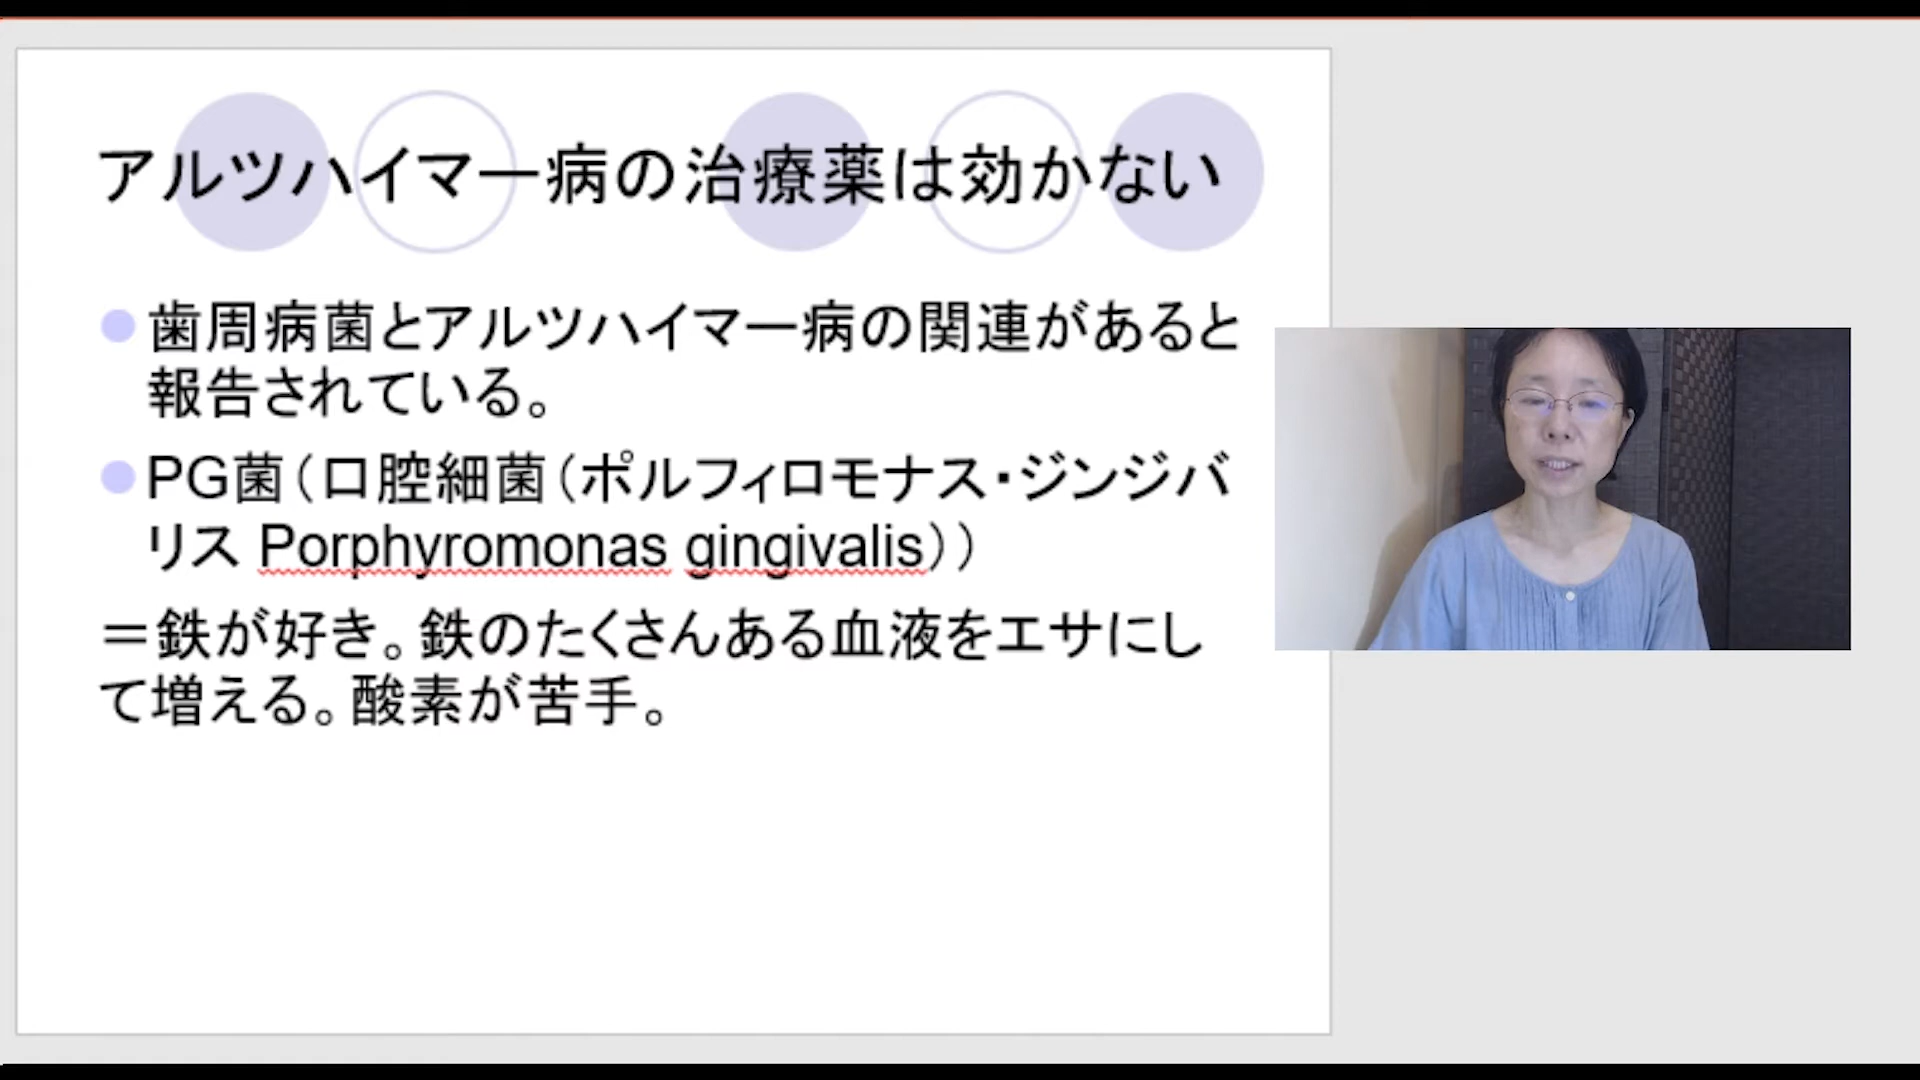 アルツハイマー病の治療薬は効かない
歯周病菌とアルツハイマー病の関連があると
報告されている。
PG菌（口腔細菌（ポルフィロモナス・ジンジバ
リス Porphyromonas gingivalis））
＝鉄が好き。鉄のたくさんある血液をエサにし
て増える。酸素が苦手。